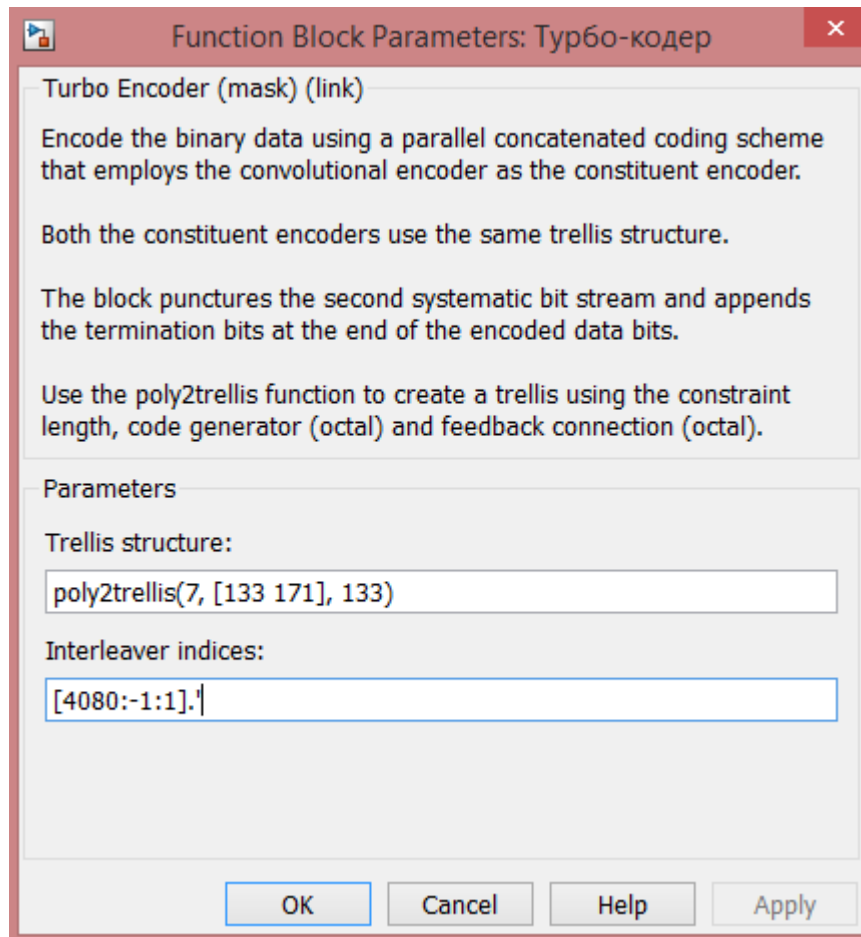 Function Block Parameters: Турбо-кодер
Turbo Encoder (mask) (link)
Encode the binary data using a parallel concatenated coding scheme
that employs the convolutional encoder as the constituent encoder.
Both the constituent encoders use the same trellis structure.
The block punctures the second systematic bit stream and appends
the termination bits at the end of the encoded data bits.
Use the poly2trellis function to create a trellis using the constraint
length, code generator (octal) and feedback connection (octal).
Parameters
Trellis structure:
poly2trellis(7, [133 171], 133)
Interleaver indices:
[4080:-1:1].'
OK Cancel Help Apply